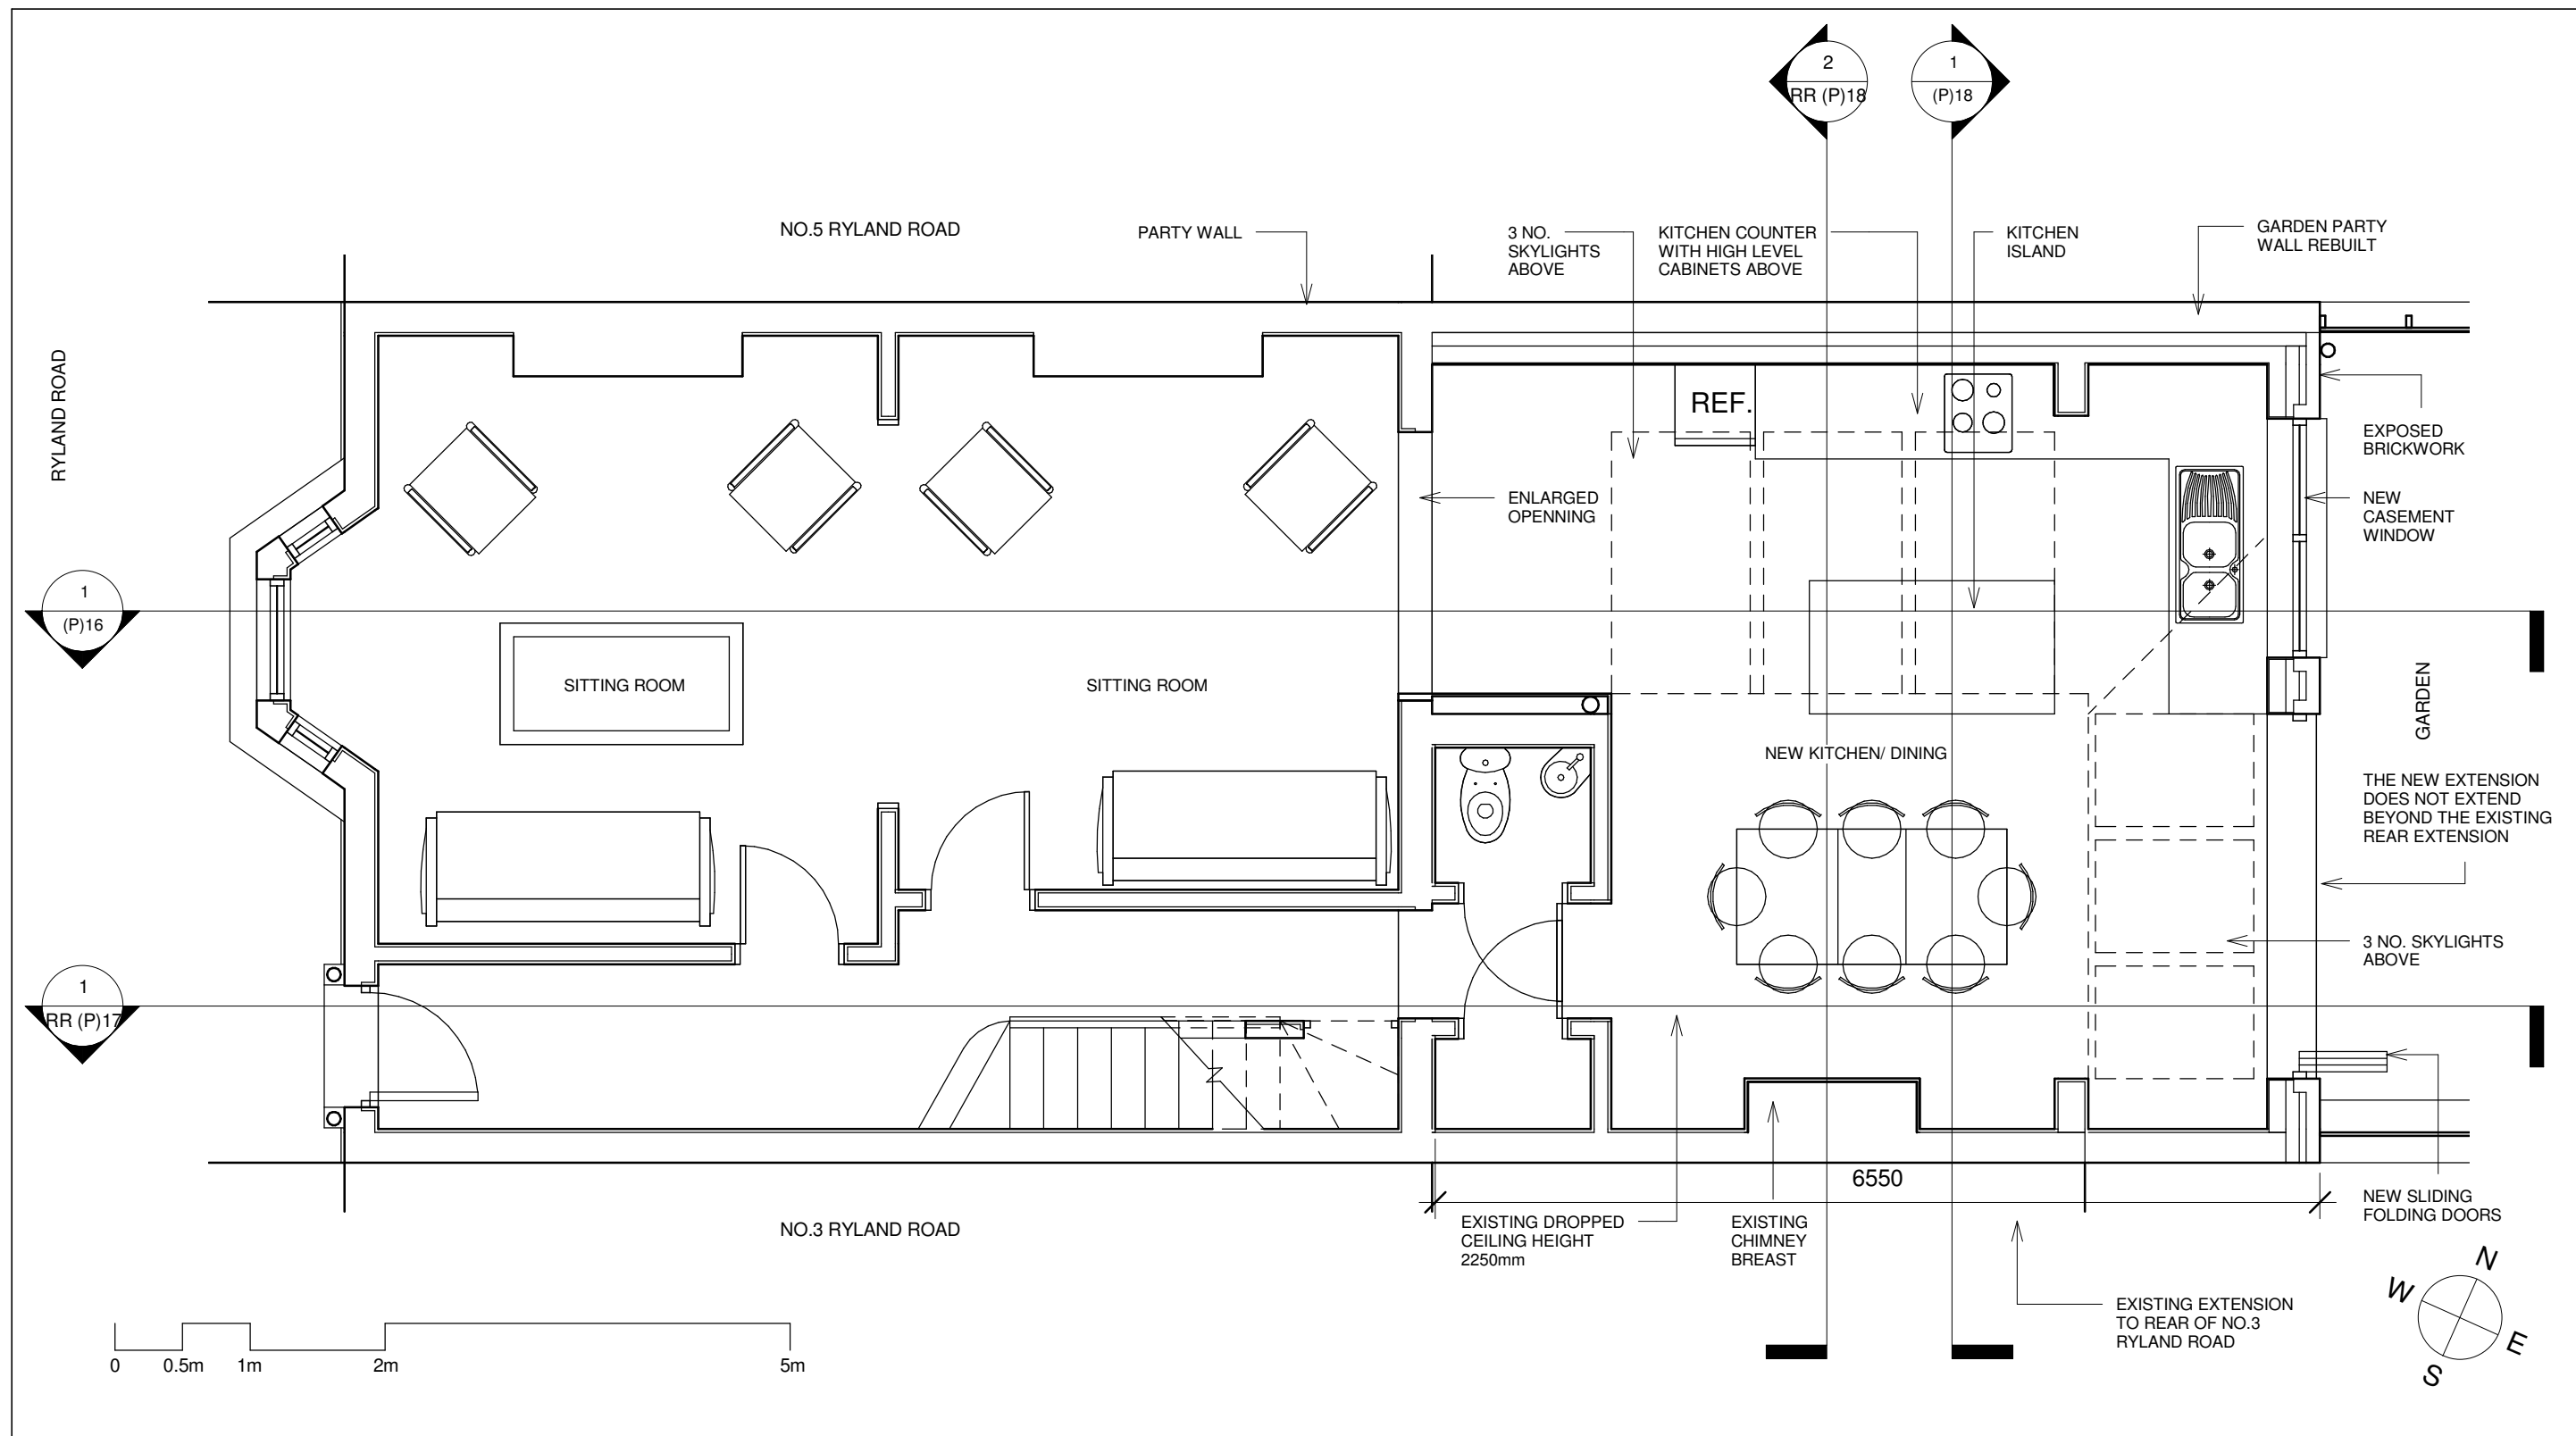 2
RR (P)18
1
(P)18
NO.5 RYLAND ROAD
PARTY WALL
3 NO.
SKYLIGHTS
ABOVE
KITCHEN COUNTER
WITH HIGH LEVEL
CABINETS ABOVE
KITCHEN
ISLAND
GARDEN PARTY
WALL REBUILT
RYLAND ROAD
REF.
EXPOSED
BRICKWORK
ENLARGED
OPENNING
NEW
CASEMENT
WINDOW
1
(P)16
SITTING ROOM
SITTING ROOM
GARDEN
NEW KITCHEN/ DINING
THE NEW EXTENSION
DOES NOT EXTEND
BEYOND THE EXISTING
REAR EXTENSION
3 NO. SKYLIGHTS
ABOVE
1
RR (P)17
6550
NEW SLIDING
FOLDING DOORS
NO.3 RYLAND ROAD
EXISTING DROPPED
CEILING HEIGHT
2250mm
EXISTING
CHIMNEY
BREAST
EXISTING EXTENSION
TO REAR OF NO.3
RYLAND ROAD
N
W
E
S
0 0.5m 1m 2m 5m